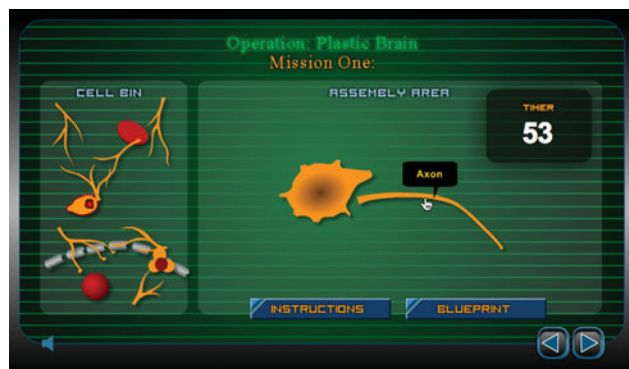 Operation: Plastic Brain
Mission One:
CELL BIN
ASSEMBLY AREA
TIMER
53
Axon
INSTRUCTIONS
BLUEPRINT